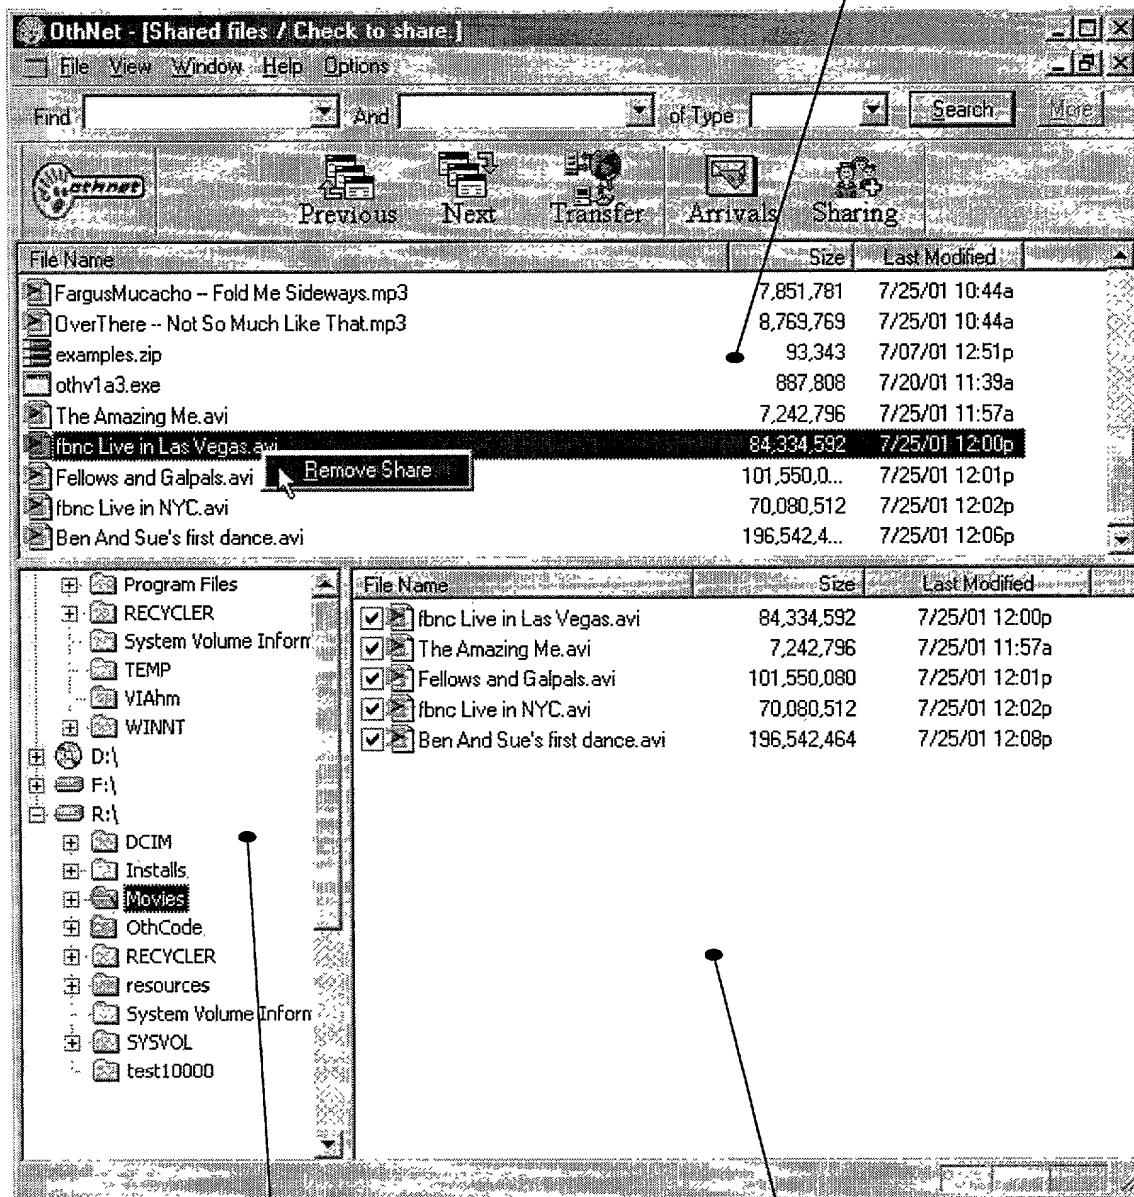 OthNet - [Shared files / Check to share ]
File View Window Help Options
Find And of Type Search More
othnet Previous Next Transfer Arrivals Sharing
File Name Size Last Modified
FargusMucacho -- Fold Me Sideways.mp3 7,851,781 7/25/01 10:44a
OverThere -- Not So Much Like That.mp3 8,769,769 7/25/01 10:44a
examples.zip 93,343 7/07/01 12:51p
othv1a3.exe 887,808 7/20/01 11:39a
The Amazing Me.avi 7,242,796 7/25/01 11:57a
fbnc Live in Las Vegas.avi 84,334,592 7/25/01 12:00p
Remove Share
Fellows and Galpals.avi 101,550,0... 7/25/01 12:01p
fbnc Live in NYC.avi 70,080,512 7/25/01 12:02p
Ben And Sue's first dance.avi 196,542,4... 7/25/01 12:06p
Program Files
RECYCLER
System Volume Inform
TEMP
VIAhm
WINNT
D:\
F:\
R:\
DCIM
Installs
Movies
OthCode
RECYCLER
resources
System Volume Inform
SYSVOL
test10000
File Name Size Last Modified
fbnc Live in Las Vegas.avi 84,334,592 7/25/01 12:00p
The Amazing Me.avi 7,242,796 7/25/01 11:57a
Fellows and Galpals.avi 101,550,080 7/25/01 12:01p
fbnc Live in NYC.avi 70,080,512 7/25/01 12:02p
Ben And Sue's first dance.avi 196,542,464 7/25/01 12:08p